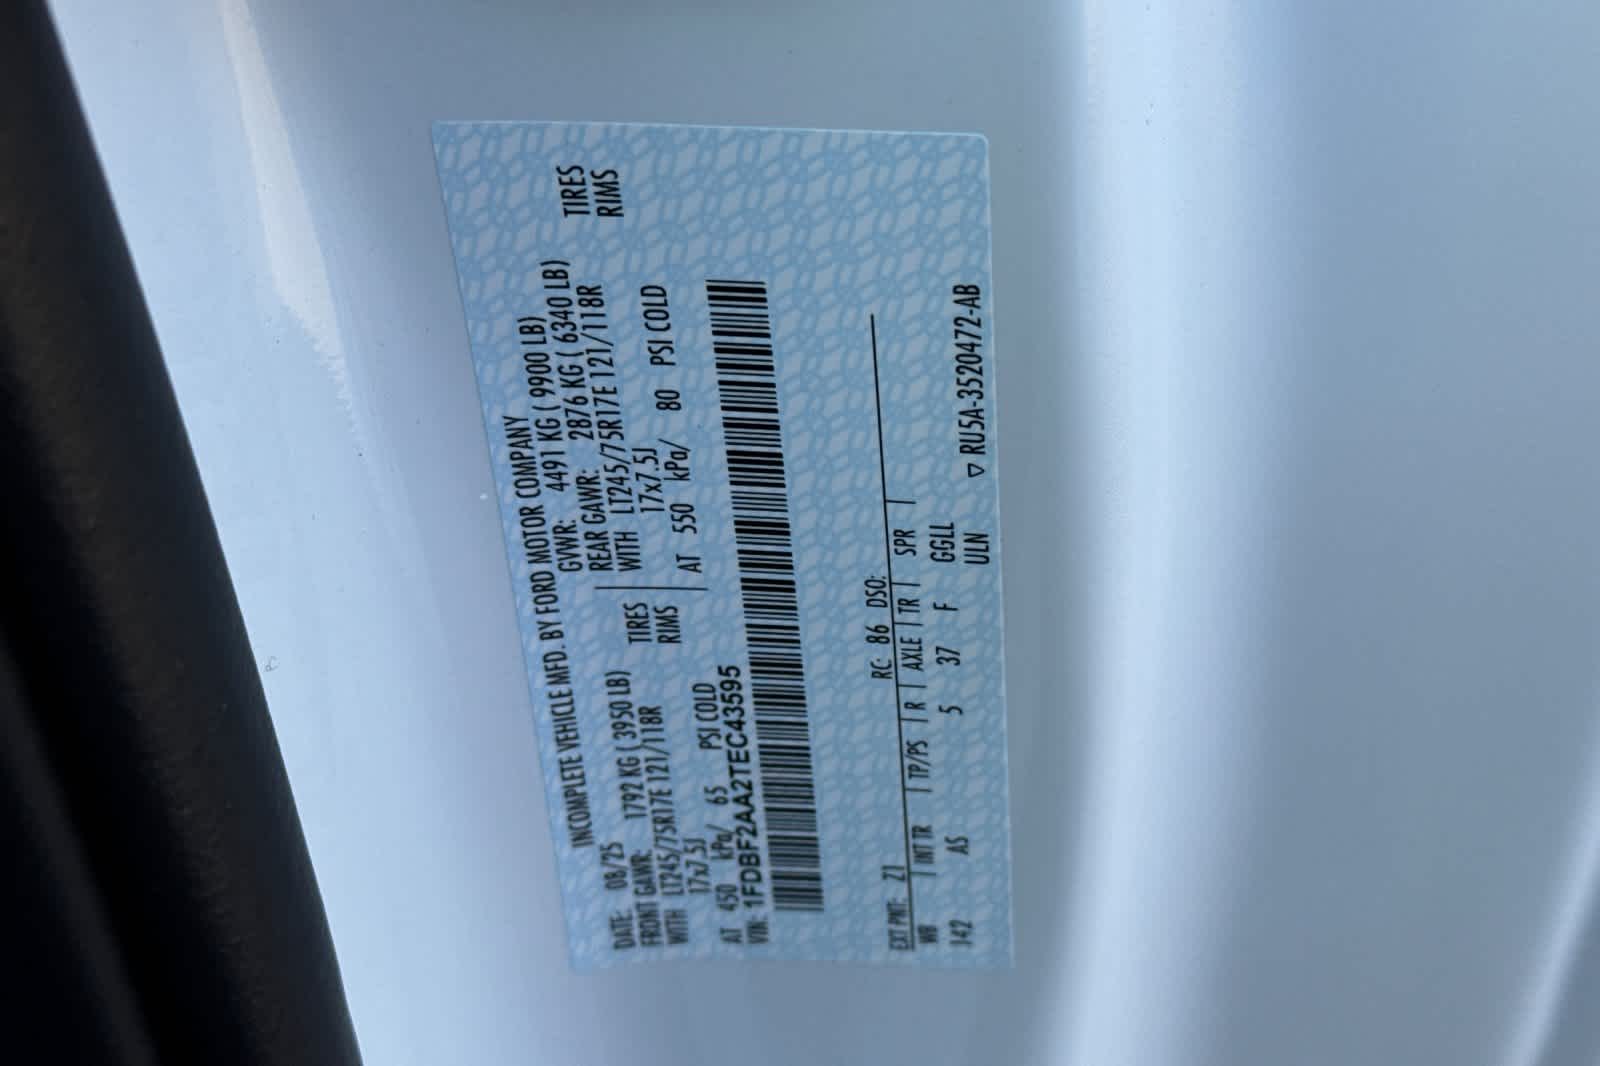 INCOMPLETE VEHICLE MFD. BY FORD MOTOR COMPANY
DATE: 08/25 GVWR: 4491 KG ( 9900 LB)
FRONT GAWR: 1792 KG ( 3950 LB) REAR GAWR: 2876 KG ( 6340 LB)
WITH LT245/75R17E 121/118R TIRES WITH LT245/75R17E 121/118R TIRES
17x7.5J RIMS 17x7.5J RIMS
AT 450 kPa/ 65 PSI COLD AT 550 kPa/ 80 PSI COLD
VIN: 1FDBF2AA2TEC43595
EXT PNT: Z1 RC: 86 DSO:
WB | INT TR | TP/PS | R | AXLE | TR | SPR |
142 AS 5 37 F GGLL
ULN ▽ RU5A-3520472-AB